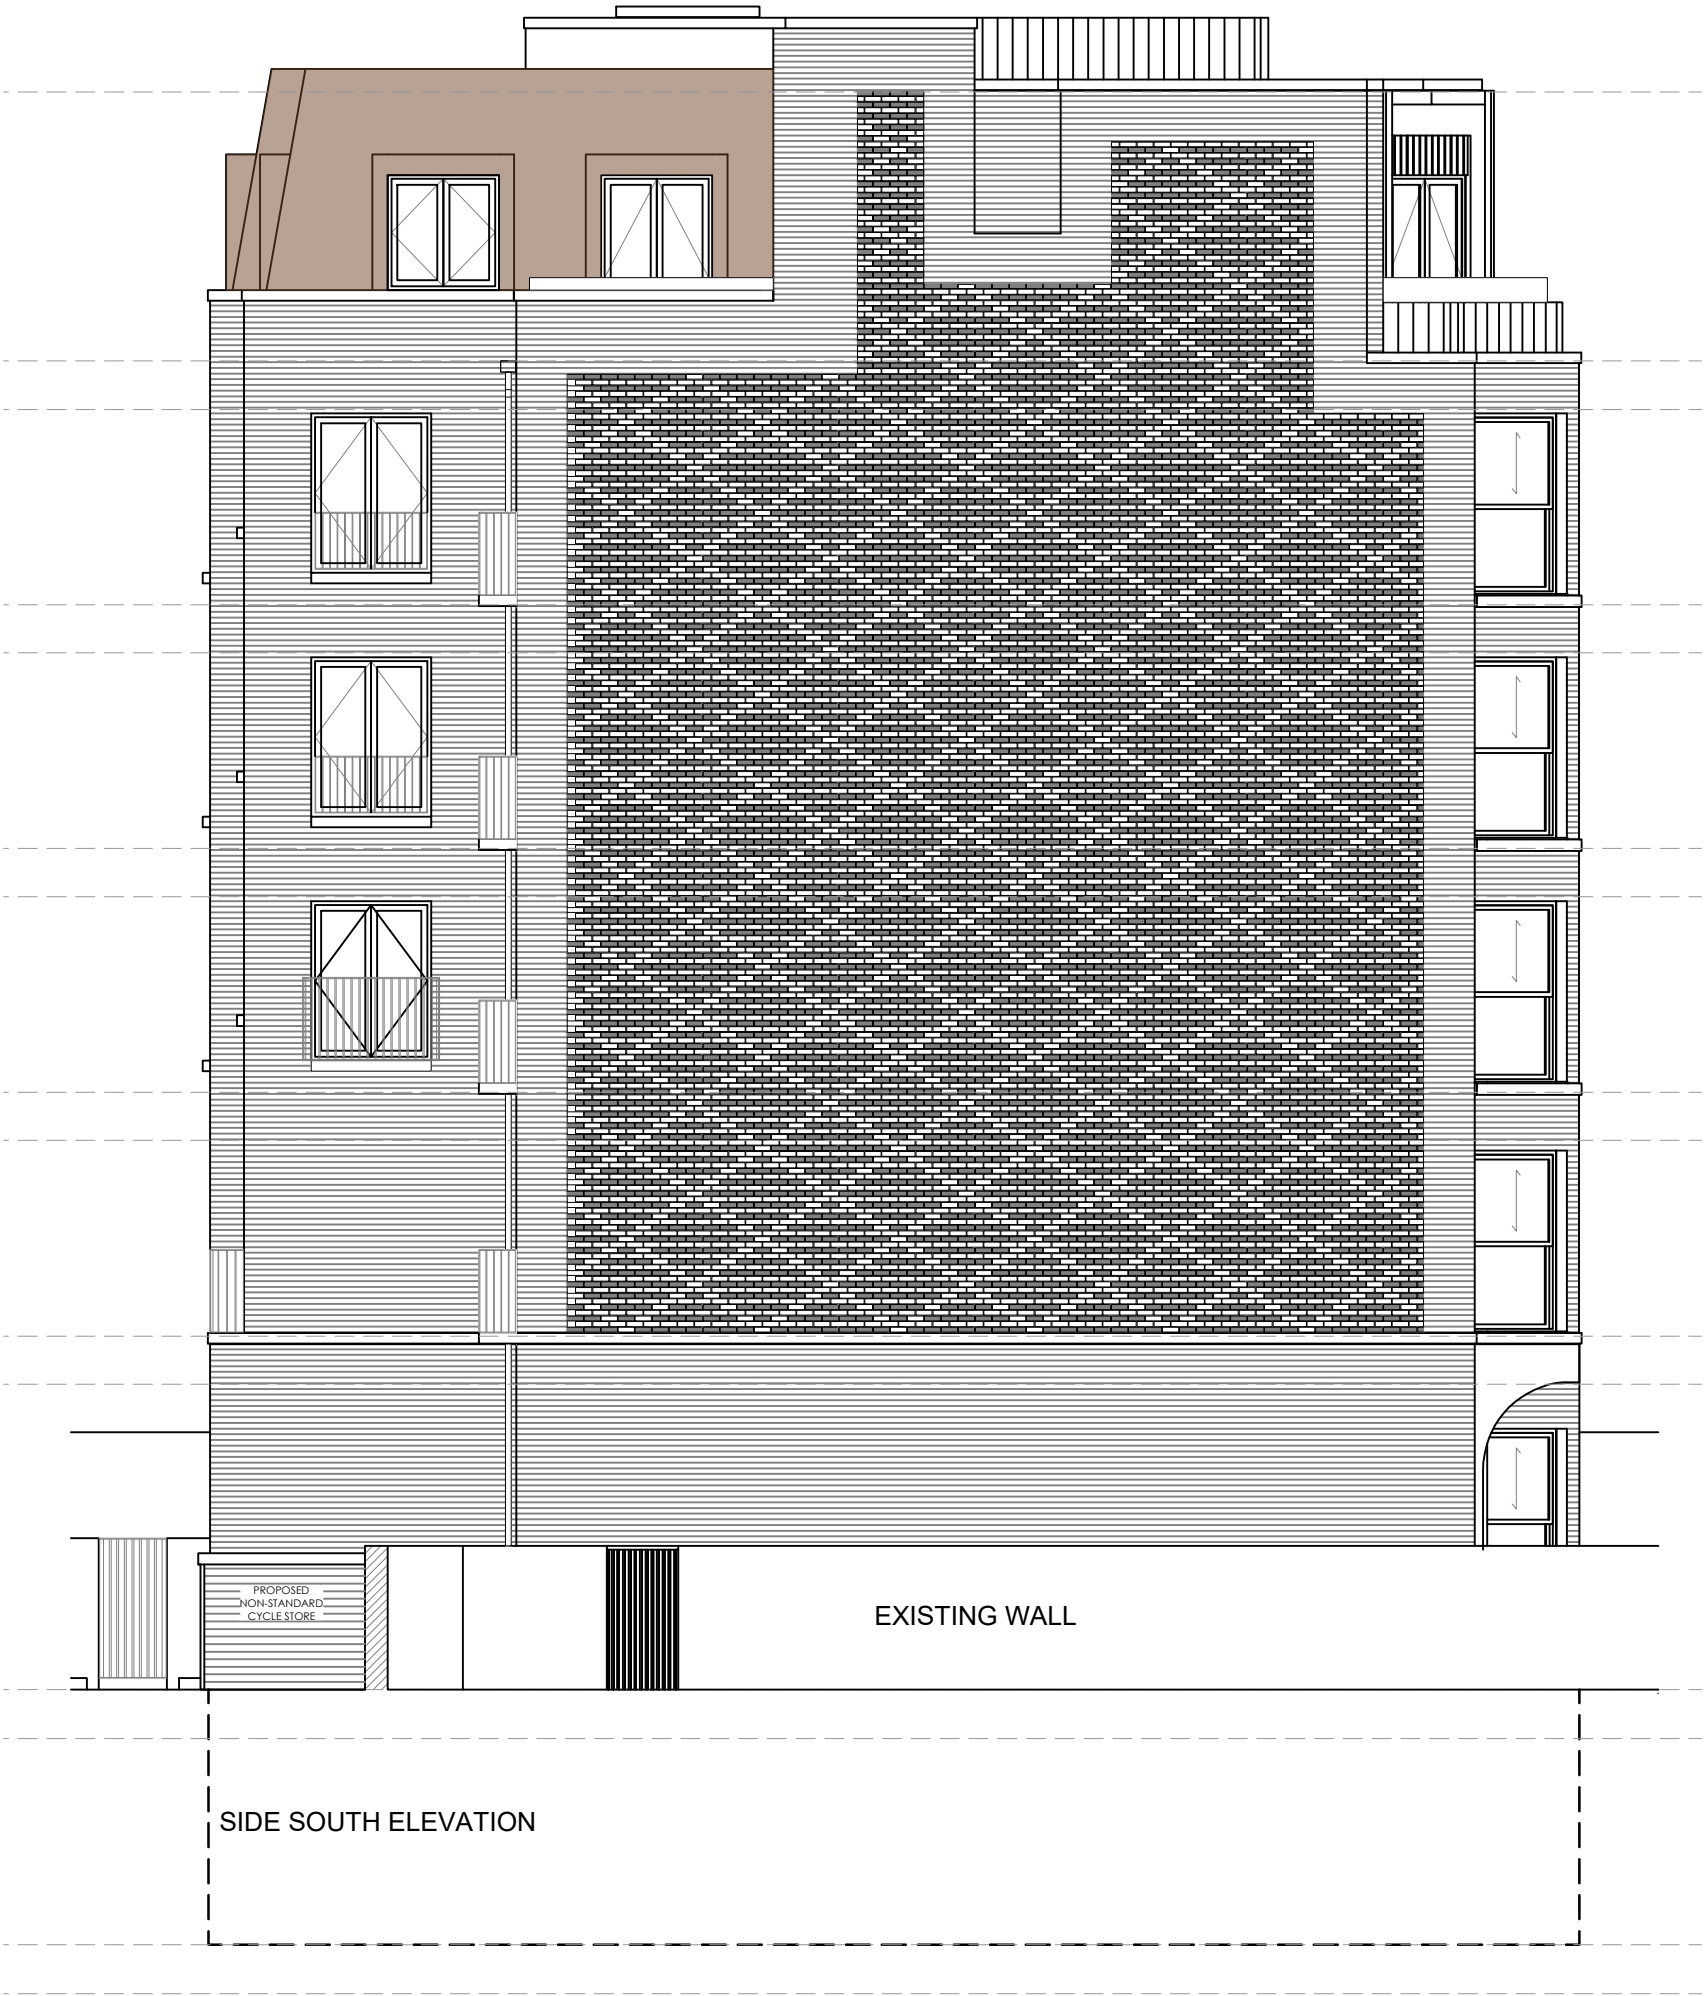 PROPOSED
NON-STANDARD
CYCLE STORE
EXISTING WALL
SIDE SOUTH ELEVATION